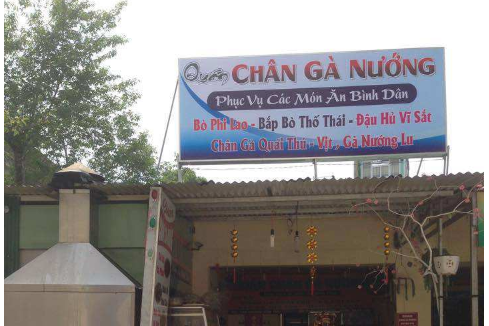 Quán CHÂN GÀ NƯỚNG
Phục Vụ Các Món Ăn Bình Dân
Bò Phi Lao - Bắp Bò Thố Thái - Đậu Hủ Vĩ Sắt
Chân Gà Quái Thú - Vịt, Gà Nướng Lu